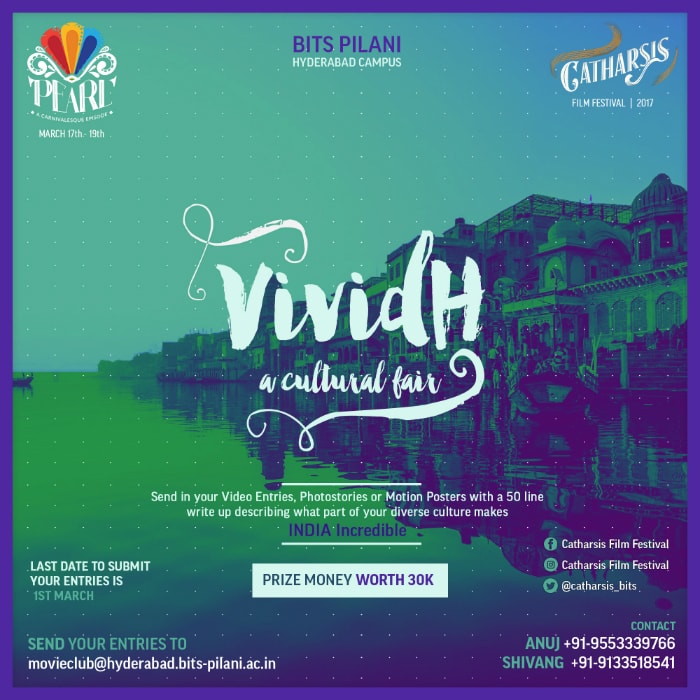 PEARL
A CARNIVALESQUE EPISODE
MARCH 17th - 19th
BITS PILANI
HYDERABAD CAMPUS
CATHARSIS
FILM FESTIVAL | 2017
VividH
a cultural fair
Send in your Video Entries, Photostories or Motion Posters with a 50 line
write up describing what part of your diverse culture makes
INDIA Incredible
LAST DATE TO SUBMIT
YOUR ENTRIES IS
1ST MARCH
PRIZE MONEY WORTH 30K
Catharsis Film Festival
Catharsis Film Festival
@catharsis_bits
SEND YOUR ENTRIES TO
movieclub@hyderabad.bits-pilani.ac.in
CONTACT
ANUJ +91-9553339766
SHIVANG +91-9133518541